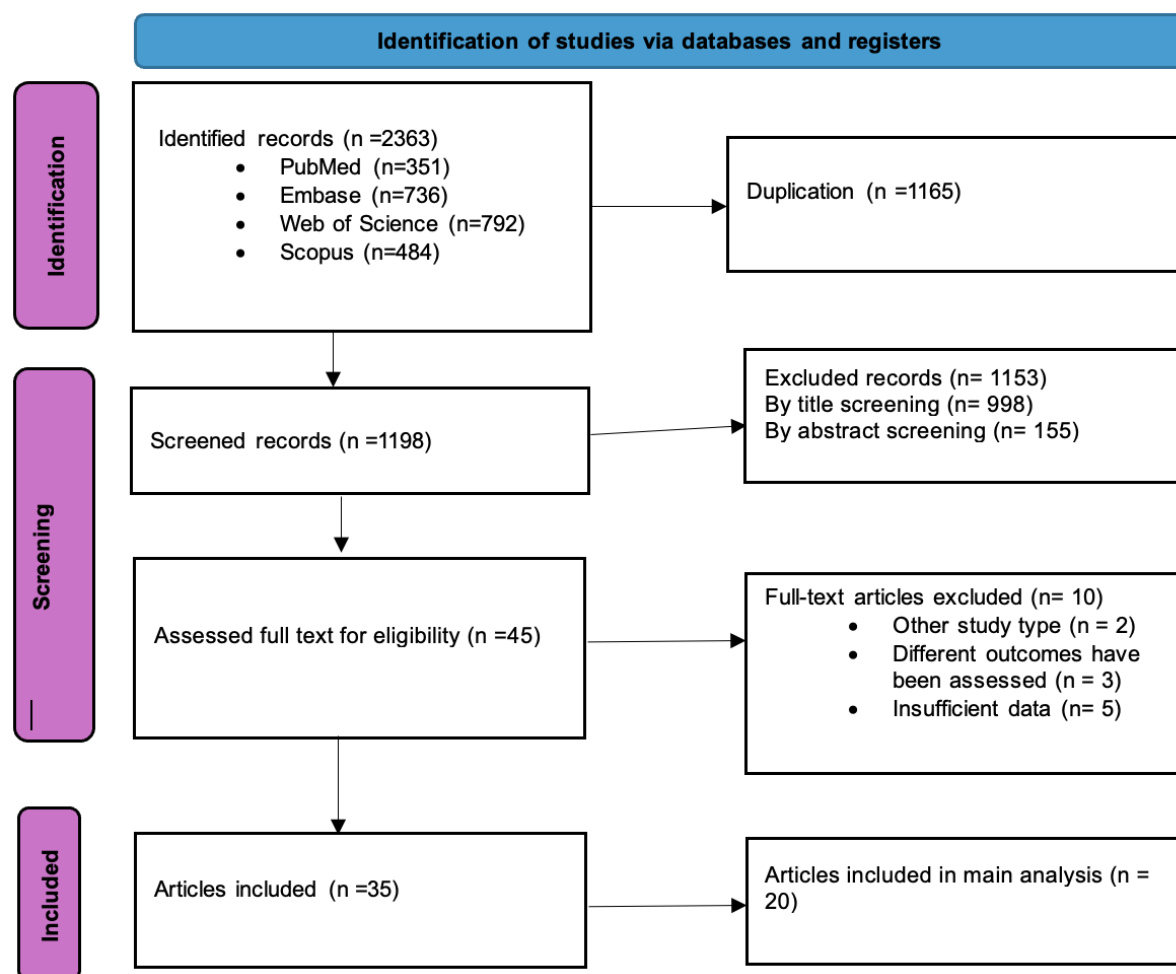 Identification of studies via databases and registers
Identification
Identified records (n =2363)
• PubMed (n=351)
• Embase (n=736)
• Web of Science (n=792)
• Scopus (n=484)
Duplication (n =1165)
Screening
Screened records (n =1198)
Excluded records (n= 1153)
By title screening (n= 998)
By abstract screening (n= 155)
Assessed full text for eligibility (n =45)
Full-text articles excluded (n= 10)
• Other study type (n = 2)
• Different outcomes have
been assessed (n = 3)
• Insufficient data (n= 5)
Included
Articles included (n =35)
Articles included in main analysis (n =
20)